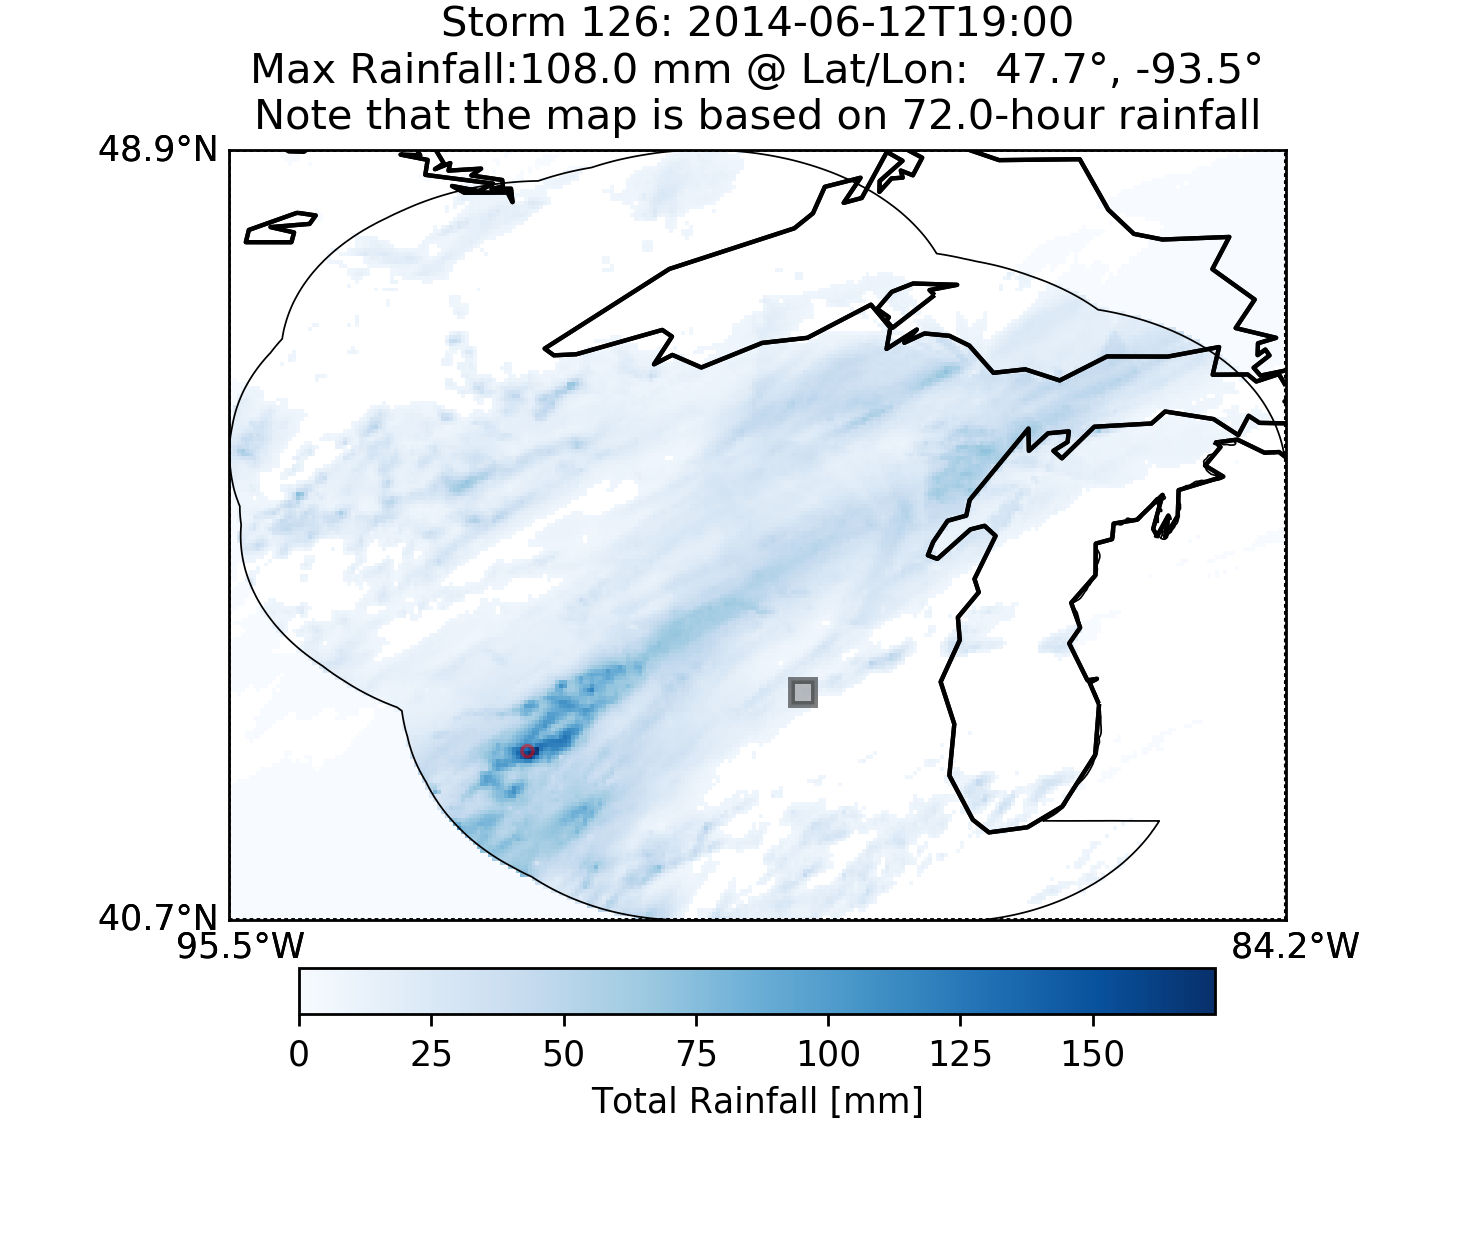 Storm 126: 2014-06-12T19:00
Max Rainfall:108.0 mm @ Lat/Lon:  47.7°, -93.5°
Note that the map is based on 72.0-hour rainfall
48.9°N
40.7°N
95.5°W 84.2°W
0 25 50 75 100 125 150
Total Rainfall [mm]